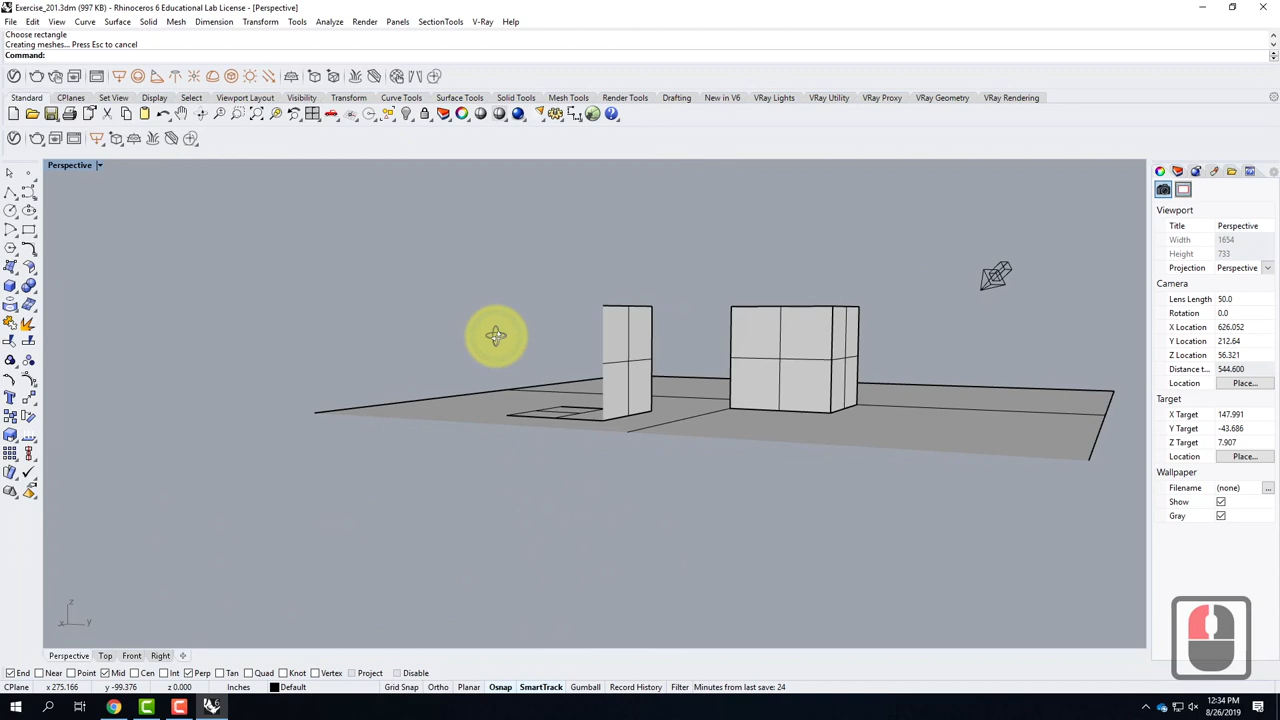 Exercise_201.3dm (997 KB) - Rhinoceros 6 Educational Lab License - [Perspective]
File Edit View Curve Surface Solid Mesh Dimension Transform Tools Analyze Render Panels SectionTools V-Ray Help
Choose rectangle
Creating meshes... Press Esc to cancel
Command:
Standard CPlanes Set View Display Select Viewport Layout Visibility Transform Curve Tools Surface Tools Solid Tools Mesh Tools Render Tools Drafting New in V6 VRay Lights VRay Utility VRay Proxy VRay Geometry VRay Rendering
Perspective
Viewport
Title Perspective
Width 1654
Height 733
Projection Perspective
Camera
Lens Length 50.0
Rotation 0.0
X Location 626.052
Y Location 212.64
Z Location 56.321
Distance t... 544.600
Location Place...
Target
X Target 147.991
Y Target -43.686
Z Target 7.907
Location Place...
Wallpaper
Filename (none) ...
Show
Gray
z
x y
Perspective Top Front Right
End Near Point Mid Cen Int Perp Tan Quad Knot Vertex Project Disable
CPlane x 275.166 y -99.376 z 0.000 Inches Default Grid Snap Ortho Planar Osnap SmartTrack Gumball Record History Filter Minutes from last save: 24
12:34 PM
8/26/2019